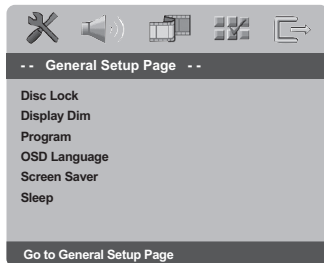 - - General Setup Page - -
Disc Lock
Display Dim
Program
OSD Language
Screen Saver
Sleep
Go to General Setup Page